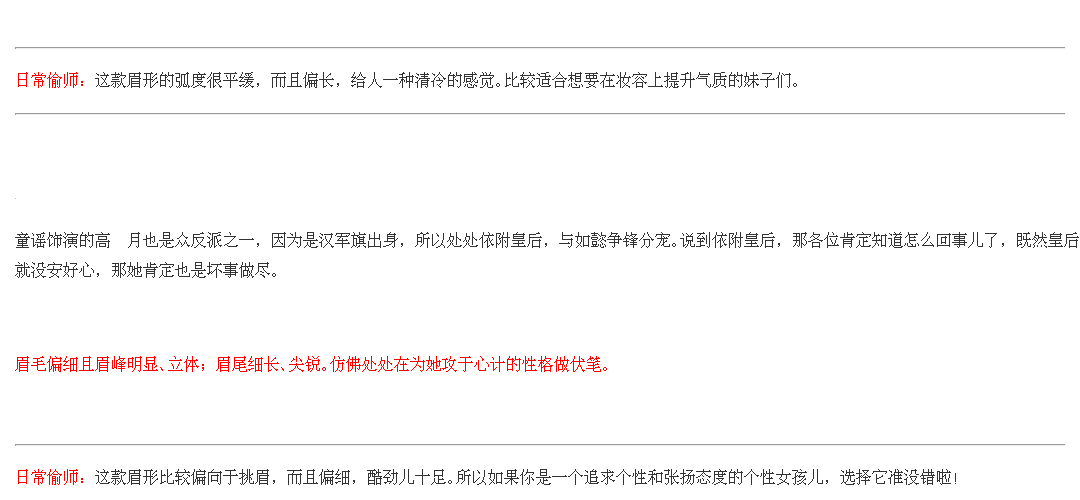 日常偷师：这款眉形的弧度很平缓，而且偏长，给人一种清冷的感觉。比较适合想要在妆容上提升气质的妹子们。
童谣饰演的高　月也是众反派之一，因为是汉军旗出身，所以处处依附皇后，与如懿争锋分宠。说到依附皇后，那各位肯定知道怎么回事儿了，既然皇后
就没安好心，那她肯定也是坏事做尽。
眉毛偏细且眉峰明显、立体；眉尾细长、尖锐。仿佛处处在为她攻于心计的性格做伏笔。
日常偷师：这款眉形比较偏向于挑眉，而且偏细，酷劲儿十足。所以如果你是一个追求个性和张扬态度的个性女孩儿，选择它准没错啦！